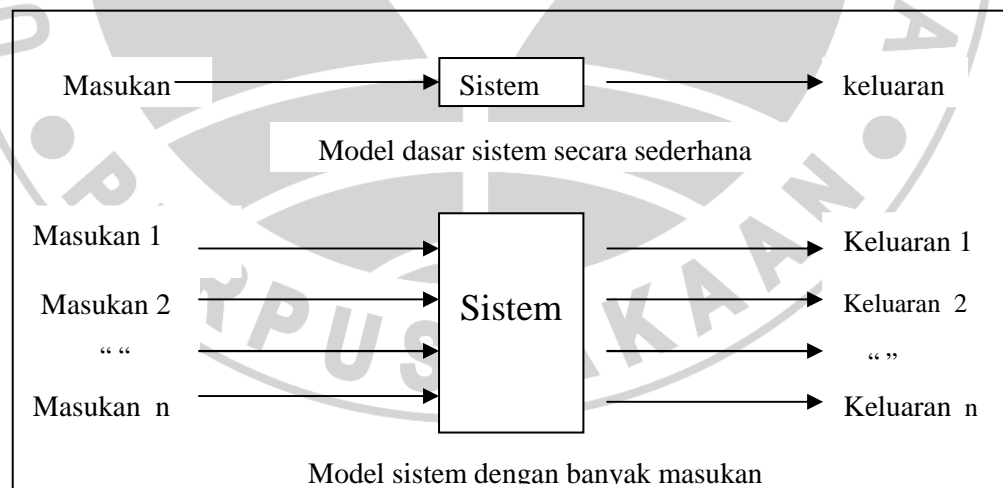 Masukan Sistem keluaran
Model dasar sistem secara sederhana
Masukan 1 Keluaran 1
Masukan 2 Sistem Keluaran 2
“ “ “ ”
Masukan n Keluaran n
Model sistem dengan banyak masukan